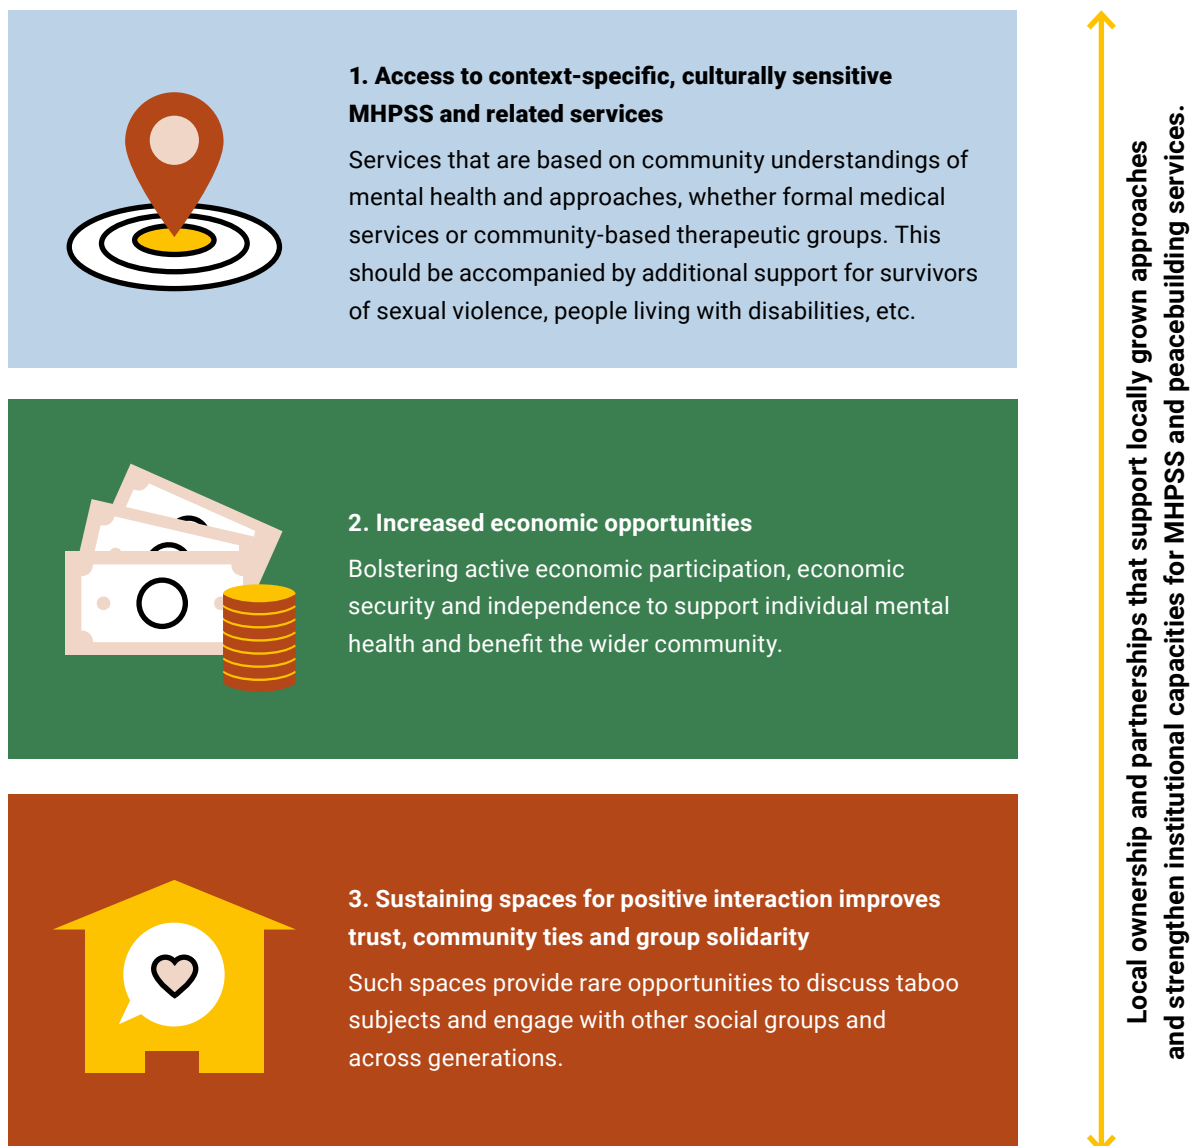 1. Access to context-specific, culturally sensitive
MHPSS and related services
Services that are based on community understandings of
mental health and approaches, whether formal medical
services or community-based therapeutic groups. This
should be accompanied by additional support for survivors
of sexual violence, people living with disabilities, etc.
2. Increased economic opportunities
Bolstering active economic participation, economic
security and independence to support individual mental
health and benefit the wider community.
3. Sustaining spaces for positive interaction improves
trust, community ties and group solidarity
Such spaces provide rare opportunities to discuss taboo
subjects and engage with other social groups and
across generations.
Local ownership and partnerships that support locally grown approaches
and strengthen institutional capacities for MHPSS and peacebuilding services.